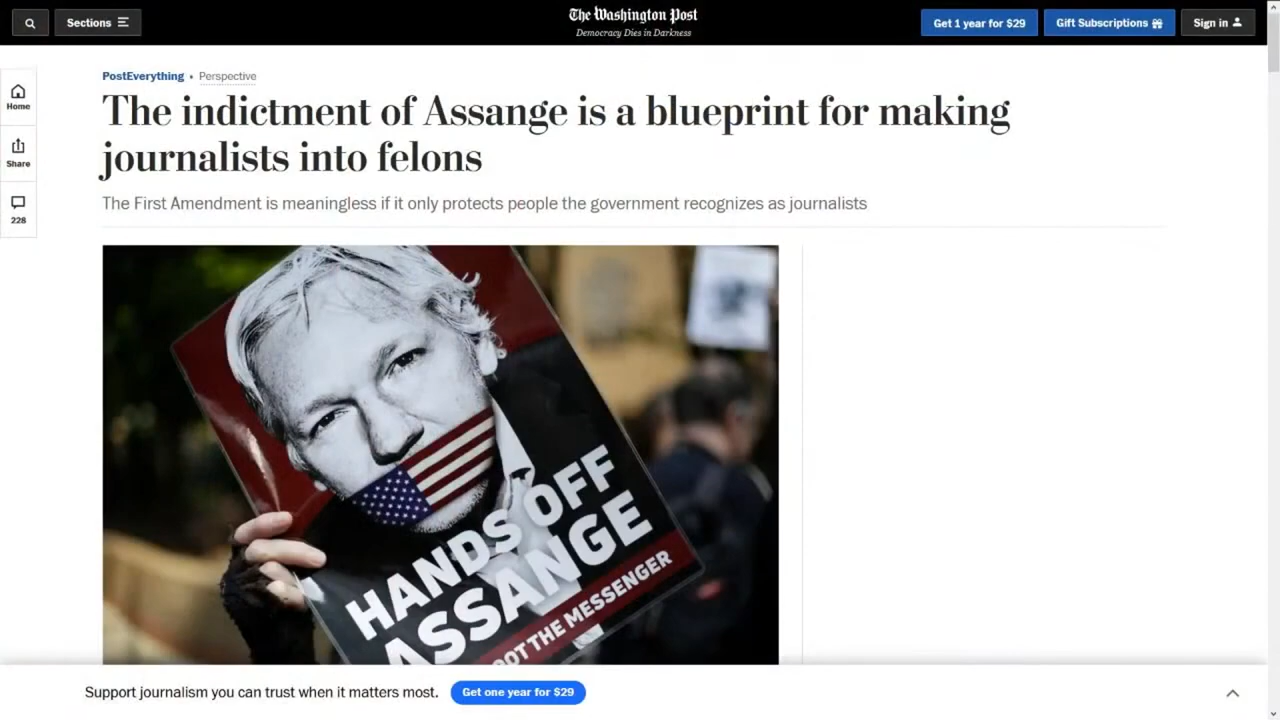 Sections
The Washington Post
Democracy Dies in Darkness
Get 1 year for $29
Gift Subscriptions
Sign in
Home
Share
228
PostEverything • Perspective
The indictment of Assange is a blueprint for making
journalists into felons
The First Amendment is meaningless if it only protects people the government recognizes as journalists
HANDS OFF
ASSANGE
THE MESSENGER
Support journalism you can trust when it matters most.
Get one year for $29